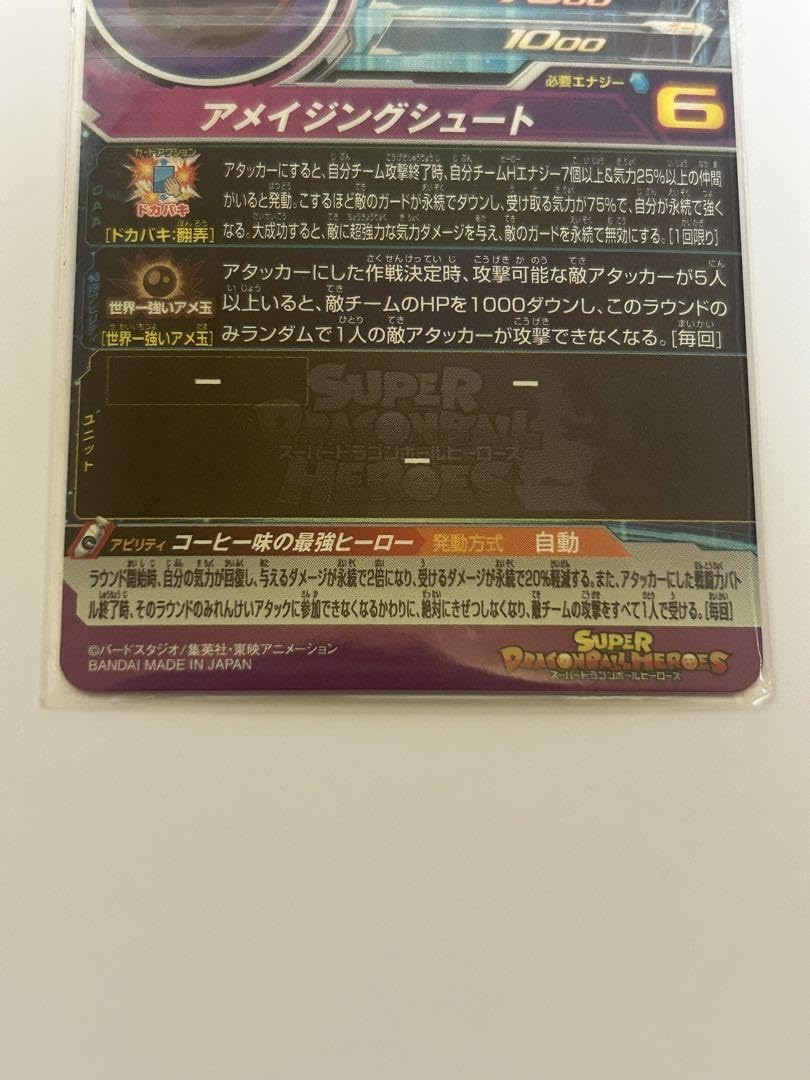 1000
ガード
必要エナジー
6
アメイジングシュート
カードアクション
ドカバキ
[ドカバキ:翻弄]
アタッカーにすると、自分チーム攻撃終了時、自分チームHエナジー7個以上&気力25%以上の仲間
がいると発動。こするほど敵のガードが永続でダウンし、受け取る気力が75%で、自分が永続で強く
なる。大成功すると、敵に超強力な気力ダメージを与え、敵のガードを永続で無効にする。[1回限り]
世界一強いアメ玉
[世界一強いアメ玉]
アタッカーにした作戦決定時、攻撃可能な敵アタッカーが5人
以上いると、敵チームのHPを1000ダウンし、このラウンドの
みランダムで1人の敵アタッカーが攻撃できなくなる。[毎回]
ユニット
ー
ー
ー
SUPER
DRAGONBALL
スーパードラゴンボールヒーローズ
HEROES
アビリティ コーヒー味の最強ヒーロー 発動方式 自動
ラウンド開始時、自分の気力が回復し、与えるダメージが永続で2倍になり、受けるダメージが永続で20%軽減する。また、アタッカーにした戦闘力バト
ル終了時、そのラウンドのみれんけいアタックに参加できなくなるかわりに、絶対にきぜつしなくなり、敵チームの攻撃をすべて1人で受ける。[毎回]
©バードスタジオ/集英社・東映アニメーション
BANDAI MADE IN JAPAN
SUPER
DRAGONBALL HEROES
スーパードラゴンボールヒーローズ